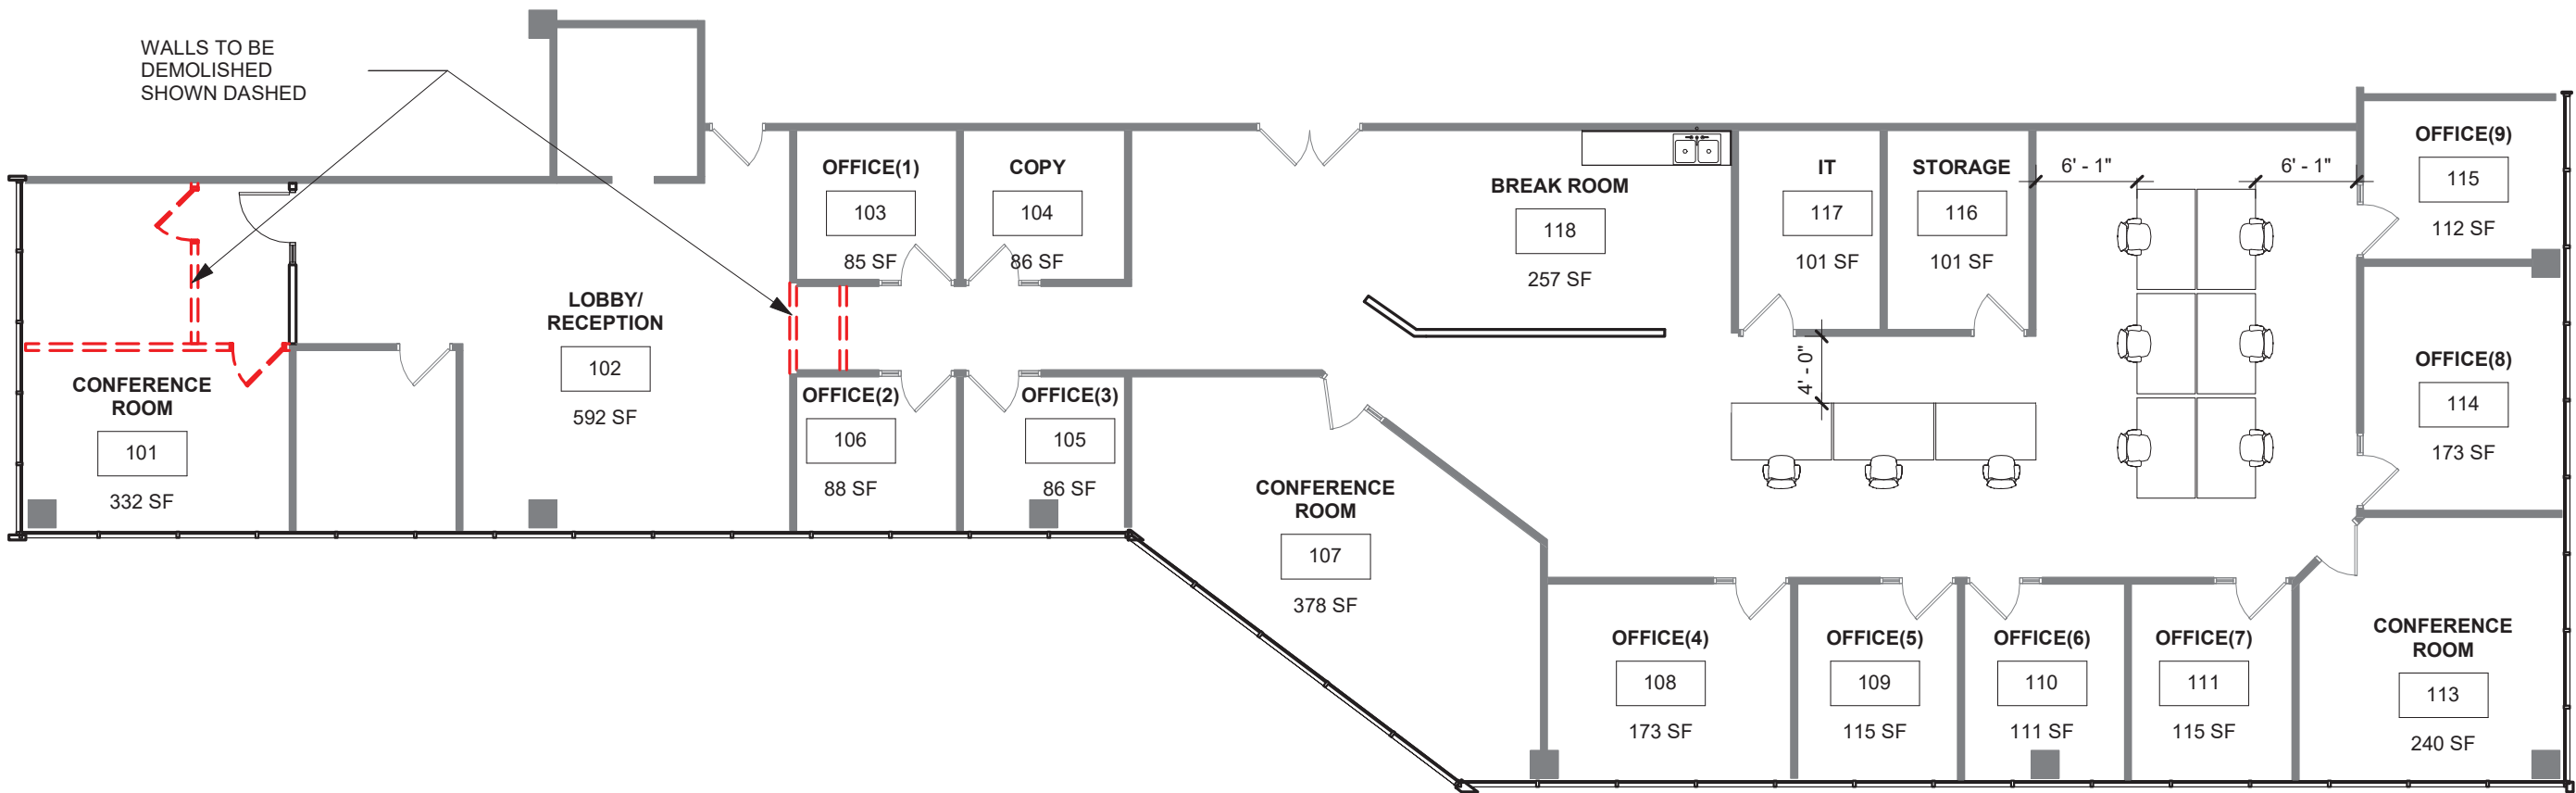 WALLS TO BE
DEMOLISHED
SHOWN DASHED
CONFERENCE
ROOM
101
332 SF
LOBBY/
RECEPTION
102
592 SF
OFFICE(1)
103
85 SF
COPY
104
86 SF
OFFICE(2)
106
88 SF
OFFICE(3)
105
86 SF
CONFERENCE
ROOM
107
378 SF
BREAK ROOM
118
257 SF
IT
117
101 SF
STORAGE
116
101 SF
6' - 1"
6' - 1"
4' - 0"
OFFICE(9)
115
112 SF
OFFICE(8)
114
173 SF
OFFICE(4)
108
173 SF
OFFICE(5)
109
115 SF
OFFICE(6)
110
111 SF
OFFICE(7)
111
115 SF
CONFERENCE
ROOM
113
240 SF